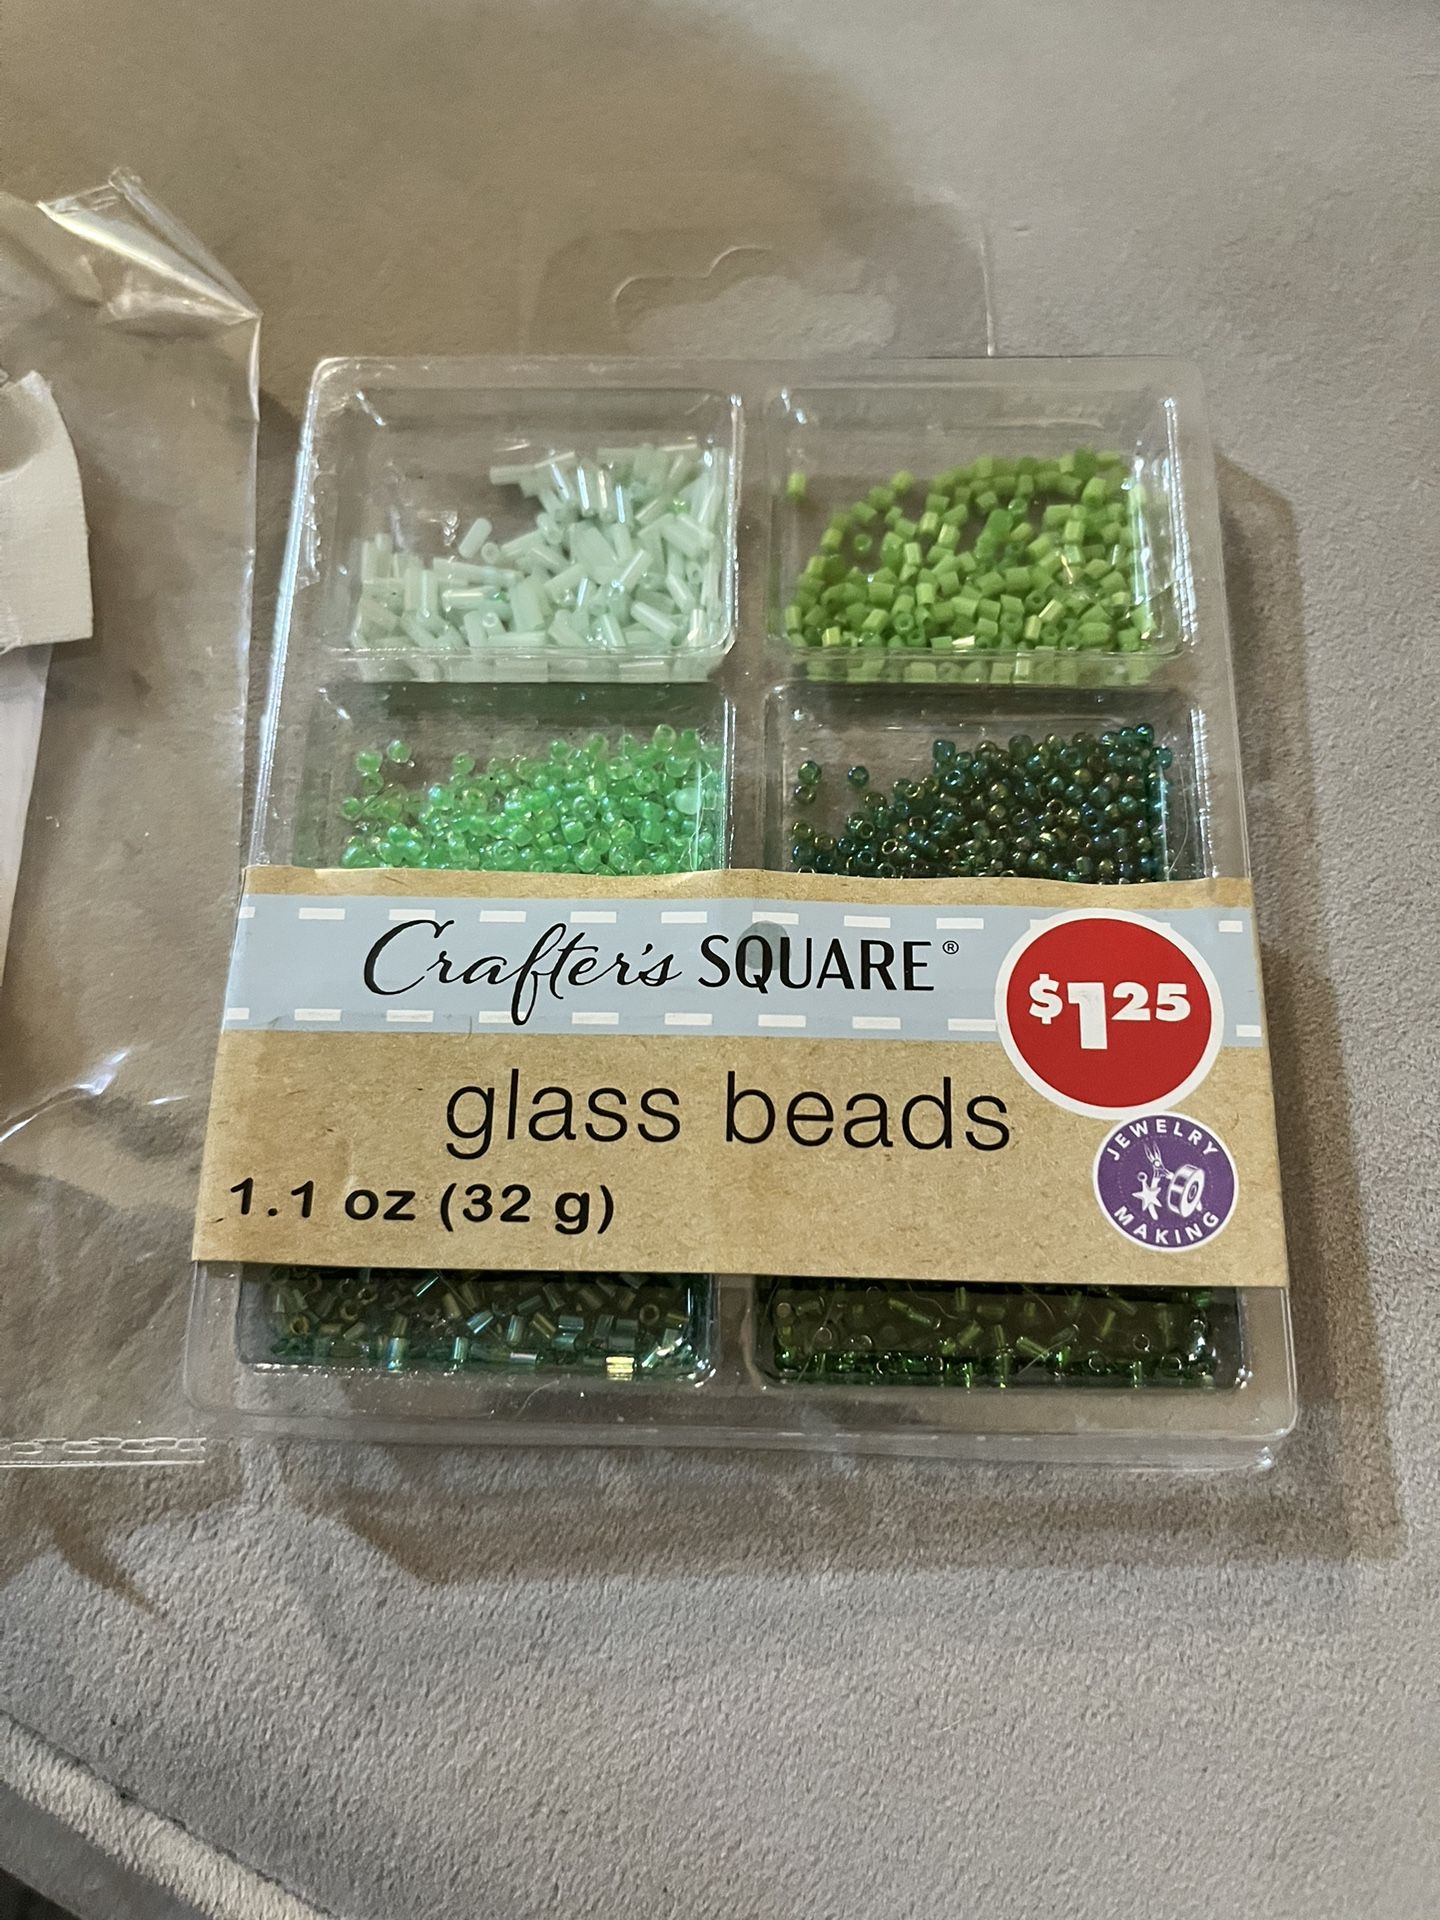 Crafter's SQUARE®
$1.25
glass beads
1.1 oz (32 g)
JEWELRY
MAKING